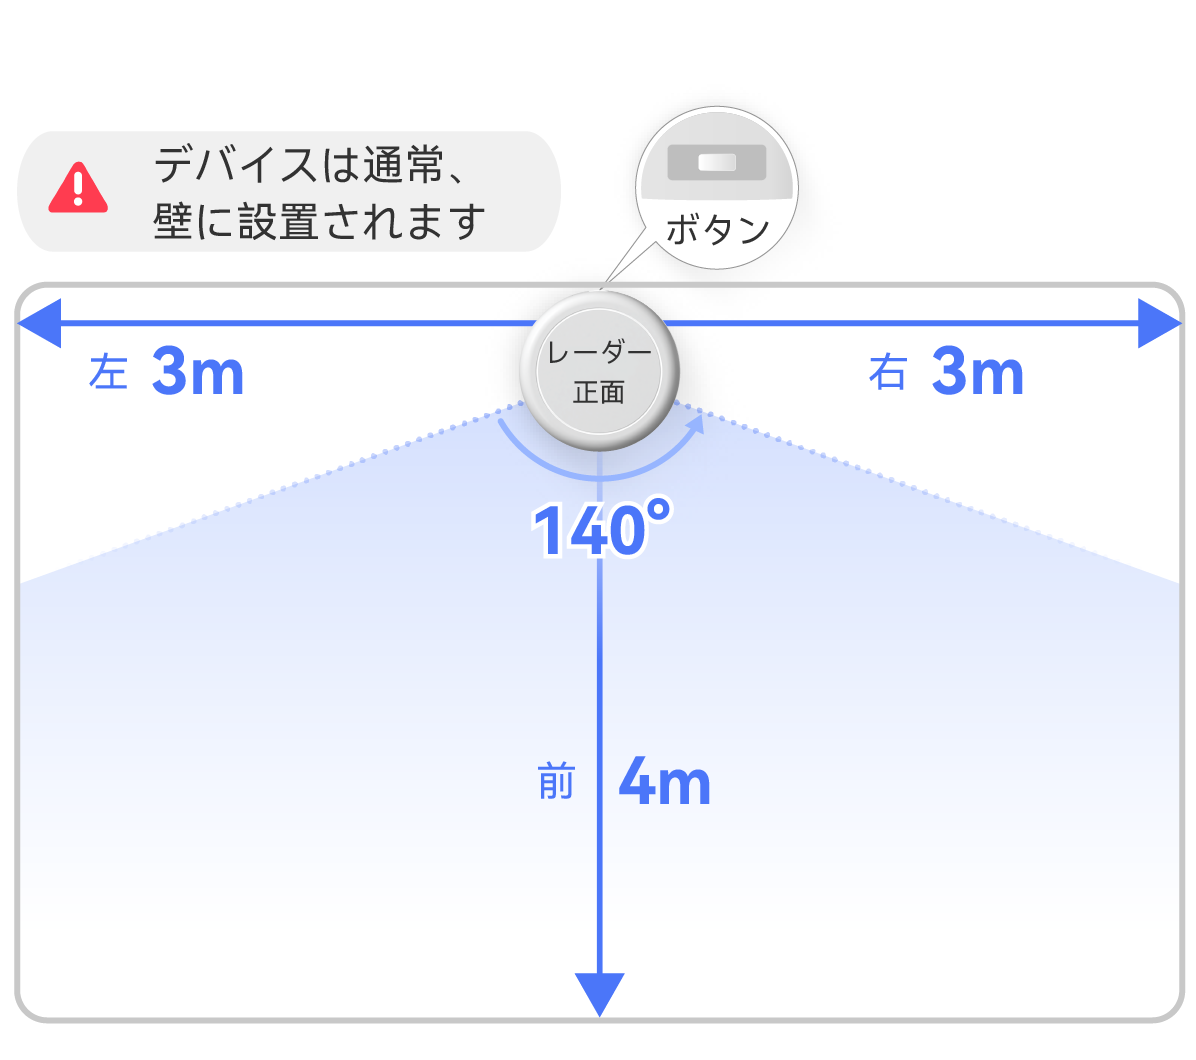 デバイスは通常、
壁に設置されます
ボタン
レーダー
正面
左 3m
右 3m
140°
前 4m